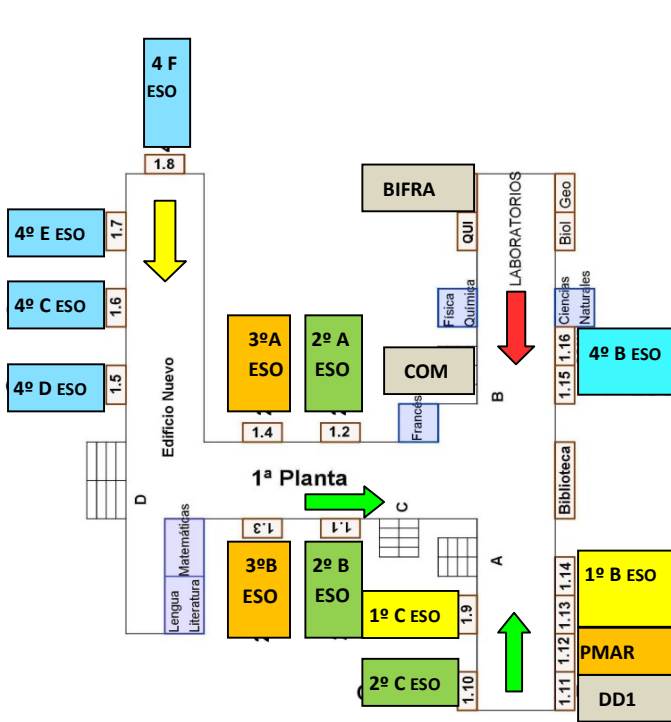 4 F
ESO
1.8
BIFRA
QUI
LABORATORIOS
Biol
Geo
4º E ESO
1.7
4º C ESO
1.6
4º D ESO
1.5
Edificio Nuevo
3ºA
ESO
2º A
ESO
COM
Física
Química
Ciencias
Naturales
1.16
1.15
4º B ESO
B
Francés
1.4
1.2
1ª Planta
D
C
Biblioteca
Matemáticas
Lengua
Literatura
1.3
1.1
A
3ºB
ESO
2º B
ESO
1º C ESO
1.9
1.14
1.13
1º B ESO
1.12
PMAR
2º C ESO
1.10
1.11
DD1